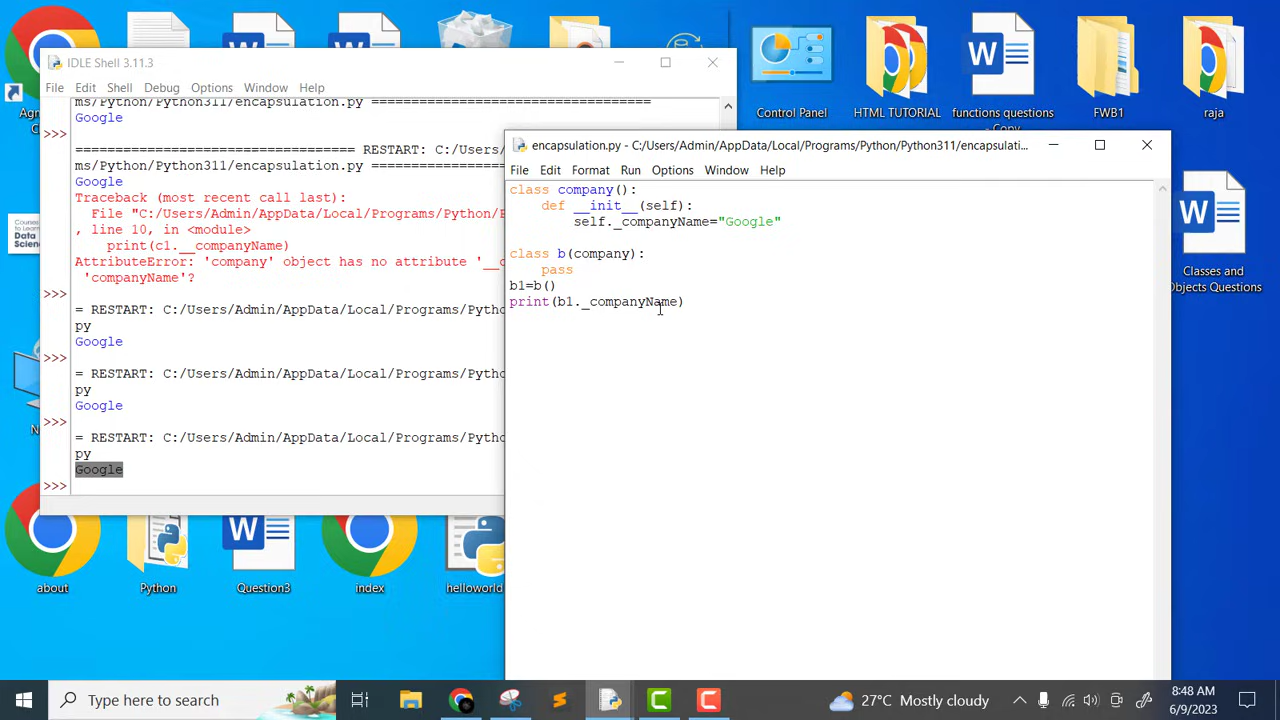 IDLE Shell 3.11.3
File Edit Shell Debug Options Window Help
ms/Python/Python311/encapsulation.py ===================================
Google
>>>
=================================== RESTART: C:/Users/
ms/Python/Python311/encapsulation.py =================
Google
Traceback (most recent call last):
File "C:/Users/Admin/AppData/Local/Programs/Python/
, line 10, in <module>
print(c1.__companyName)
AttributeError: 'company' object has no attribute
'companyName'?
>>>
= RESTART: C:/Users/Admin/AppData/Local/Programs/Pytho
py
Google
>>>
= RESTART: C:/Users/Admin/AppData/Local/Programs/Pytho
py
Google
>>>
= RESTART: C:/Users/Admin/AppData/Local/Programs/Pytho
py
Google
>>>
encapsulation.py - C:/Users/Admin/AppData/Local/Programs/Python/Python311/encapsulati...
File Edit Format Run Options Window Help
class company():
def __init__(self):
self._companyName="Google"
class b(company):
pass
b1=b()
print(b1._companyName)
Control Panel
HTML TUTORIAL
functions questions
- Copy
FWB1
raja
Courses
to Learn
Data
Science
Classes and
Objects Questions
about
Python
Question3
index
helloworld
Type here to search
27°C Mostly cloudy
8:48 AM
6/9/2023